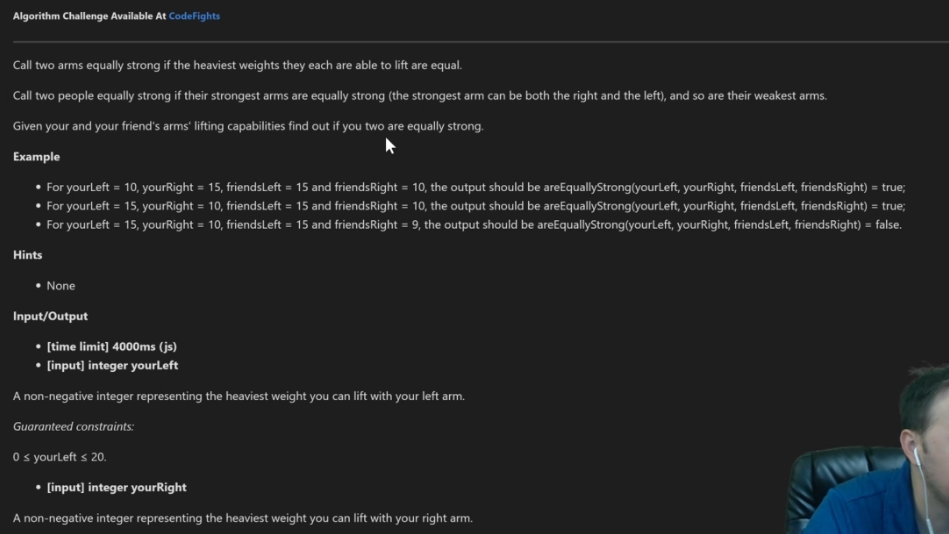 Algorithm Challenge Available At CodeFights
Call two arms equally strong if the heaviest weights they each are able to lift are equal.
Call two people equally strong if their strongest arms are equally strong (the strongest arm can be both the right and the left), and so are their weakest arms.
Given your and your friend's arms' lifting capabilities find out if you two are equally strong.
Example
• For yourLeft = 10, yourRight = 15, friendsLeft = 15 and friendsRight = 10, the output should be areEquallyStrong(yourLeft, yourRight, friendsLeft, friendsRight) = true;
• For yourLeft = 15, yourRight = 10, friendsLeft = 15 and friendsRight = 10, the output should be areEquallyStrong(yourLeft, yourRight, friendsLeft, friendsRight) = true;
• For yourLeft = 15, yourRight = 10, friendsLeft = 15 and friendsRight = 9, the output should be areEquallyStrong(yourLeft, yourRight, friendsLeft, friendsRight) = false.
Hints
• None
Input/Output
• [time limit] 4000ms (js)
• [input] integer yourLeft
A non-negative integer representing the heaviest weight you can lift with your left arm.
Guaranteed constraints:
0 ≤ yourLeft ≤ 20.
• [input] integer yourRight
A non-negative integer representing the heaviest weight you can lift with your right arm.